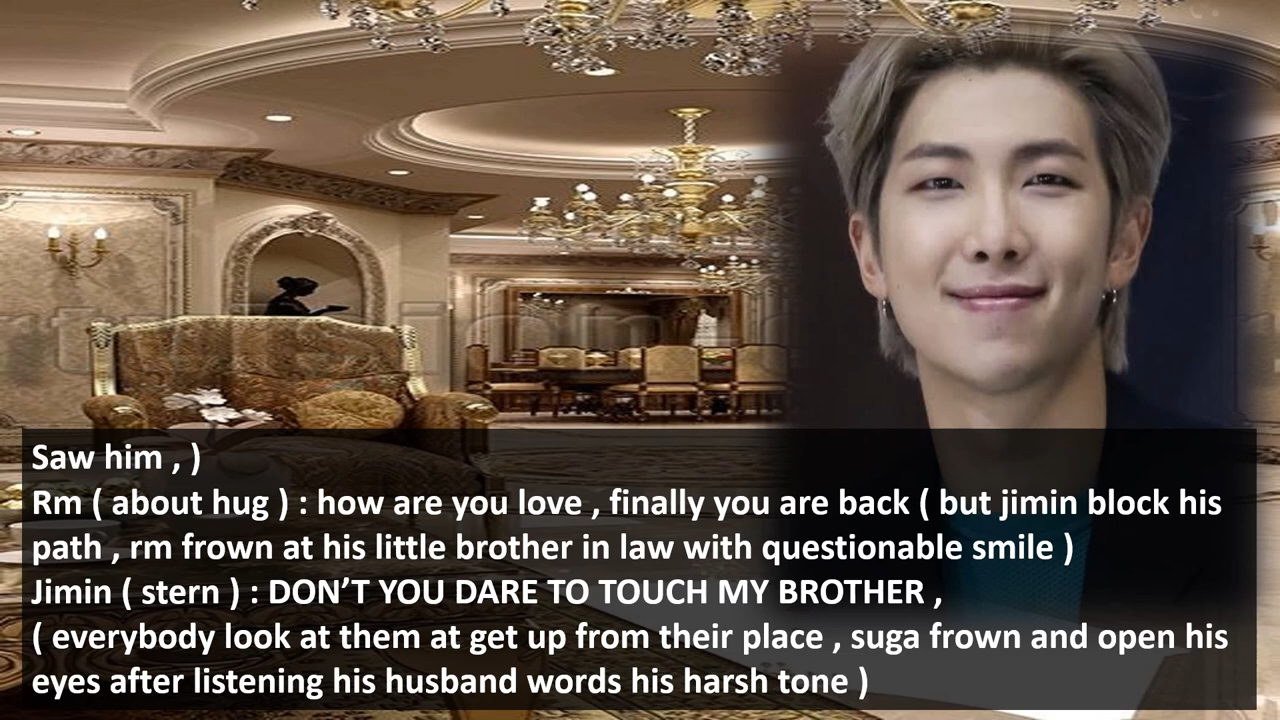 Saw him , )
Rm ( about hug ) : how are you love , finally you are back ( but jimin block his
path , rm frown at his little brother in law with questionable smile )
Jimin ( stern ) : DON’T YOU DARE TO TOUCH MY BROTHER ,
( everybody look at them at get up from their place , suga frown and open his
eyes after listening his husband words his harsh tone )